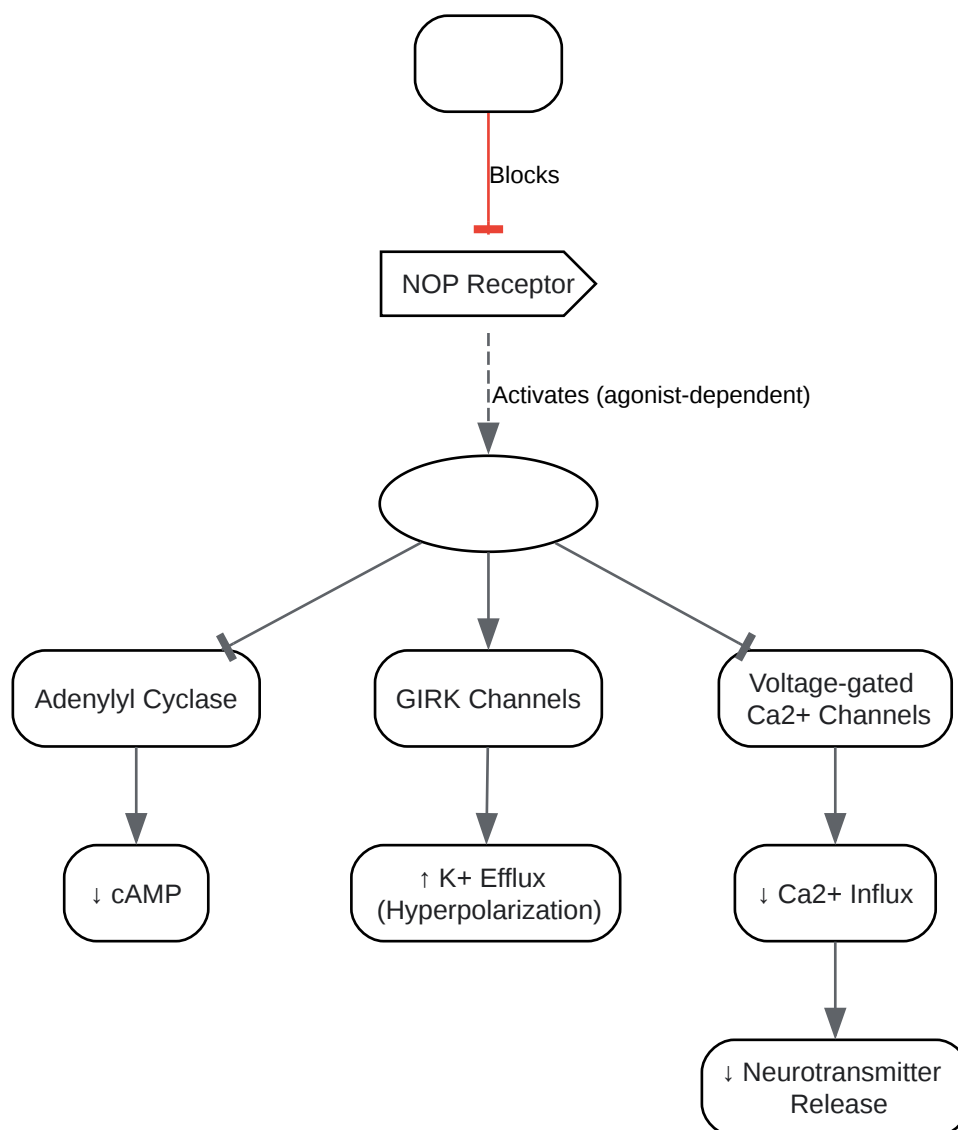 Blocks
NOP Receptor
Activates (agonist-dependent)
Adenylyl Cyclase
GIRK Channels
Voltage-gated
Ca2+ Channels
↓ cAMP
↑ K+ Efflux
(Hyperpolarization)
↓ Ca2+ Influx
↓ Neurotransmitter
Release